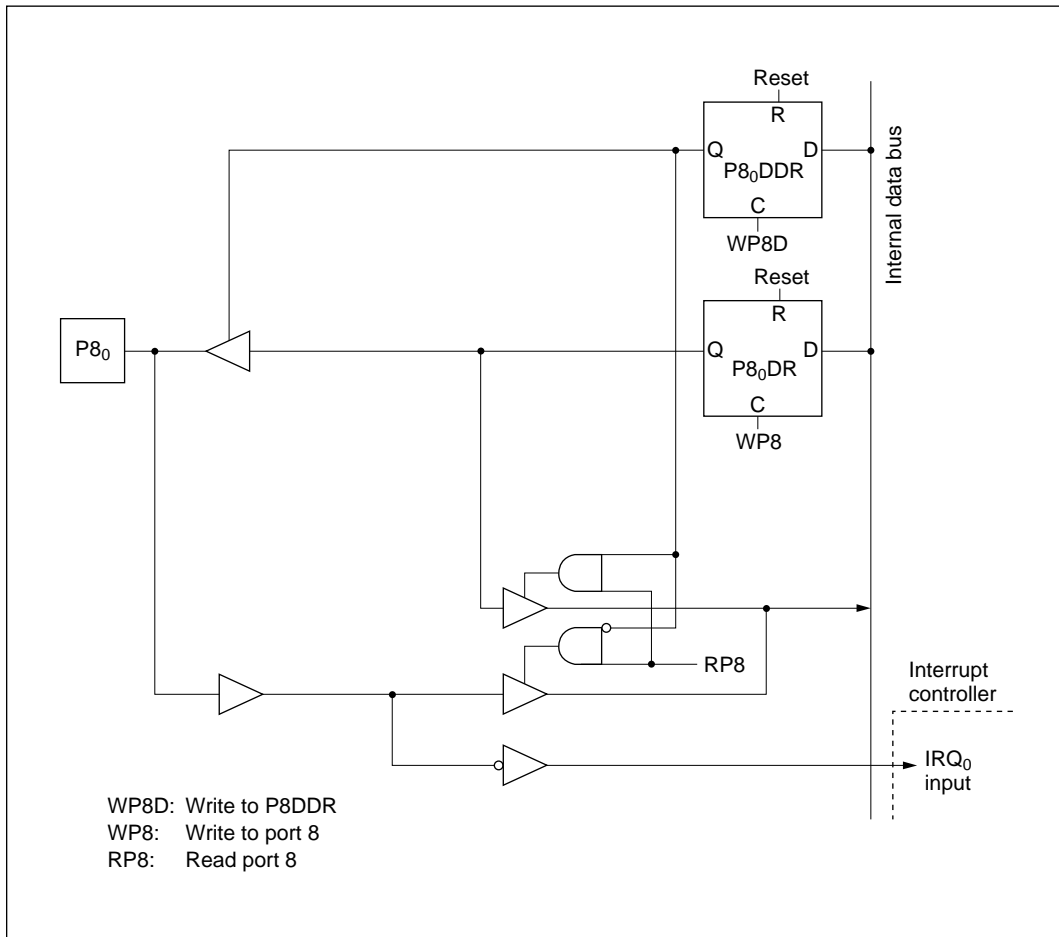 Reset
R
Q D
P8₀DDR
C
WP8D
Internal data bus
Reset
R
P8₀
Q D
P8₀DR
C
WP8
RP8
Interrupt
controller
IRQ₀
input
WP8D: Write to P8DDR
WP8: Write to port 8
RP8: Read port 8